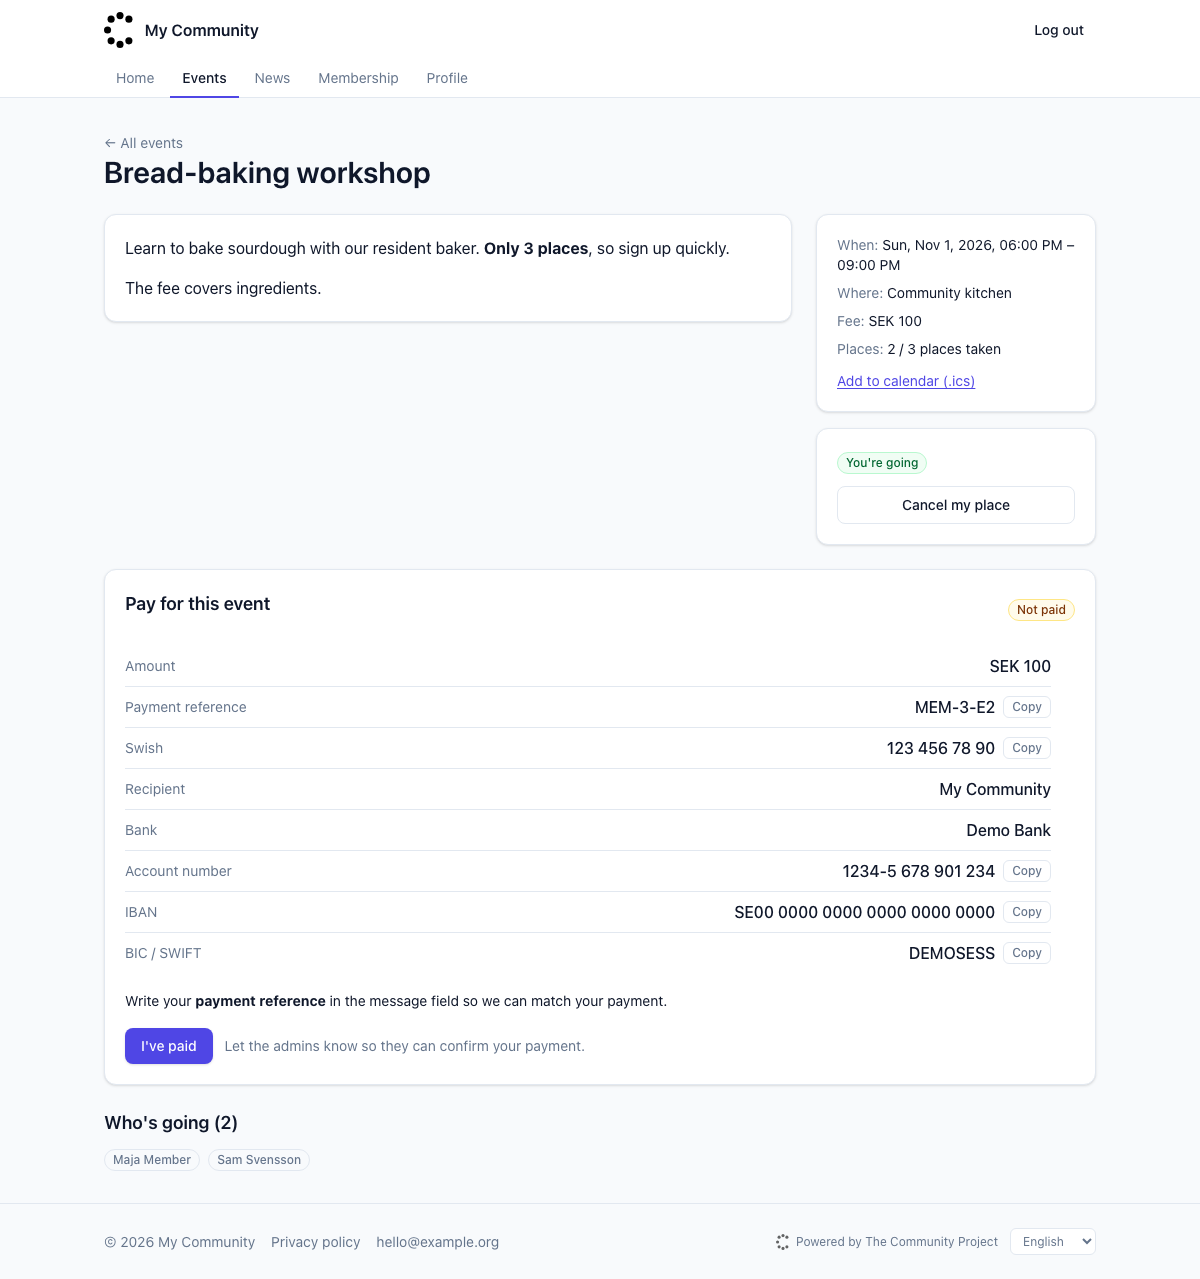 My Community
Log out
Home
Events
News
Membership
Profile
← All events
Bread-baking workshop
Learn to bake sourdough with our resident baker. Only 3 places, so sign up quickly.
The fee covers ingredients.
When: Sun, Nov 1, 2026, 06:00 PM –
09:00 PM
Where: Community kitchen
Fee: SEK 100
Places: 2 / 3 places taken
Add to calendar (.ics)
You're going
Cancel my place
Pay for this event
Not paid
Amount
SEK 100
Payment reference
MEM-3-E2
Copy
Swish
123 456 78 90
Copy
Recipient
My Community
Bank
Demo Bank
Account number
1234-5 678 901 234
Copy
IBAN
SE00 0000 0000 0000 0000 0000
Copy
BIC / SWIFT
DEMOSESS
Copy
Write your payment reference in the message field so we can match your payment.
I've paid
Let the admins know so they can confirm your payment.
Who's going (2)
Maja Member
Sam Svensson
© 2026 My Community
Privacy policy
hello@example.org
Powered by The Community Project
English